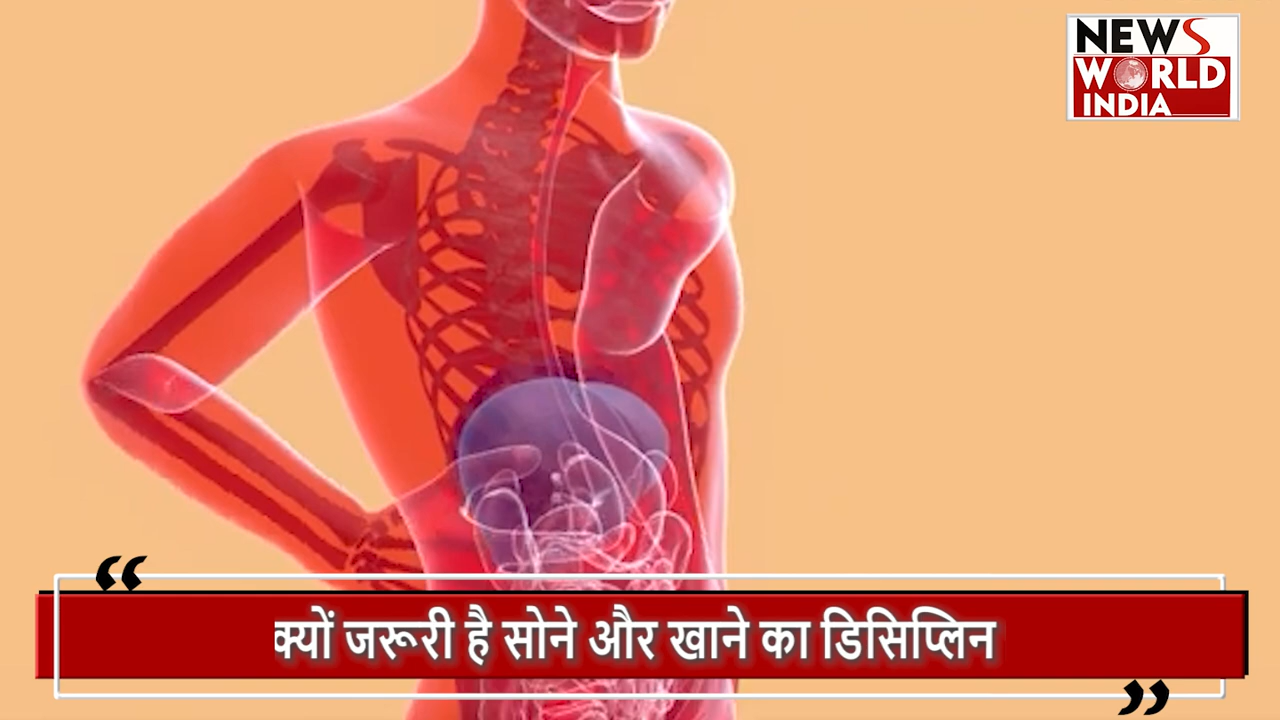 NEWS
WORLD
INDIA
“
क्यों जरूरी है सोने और खाने का डिसिप्लिन
”